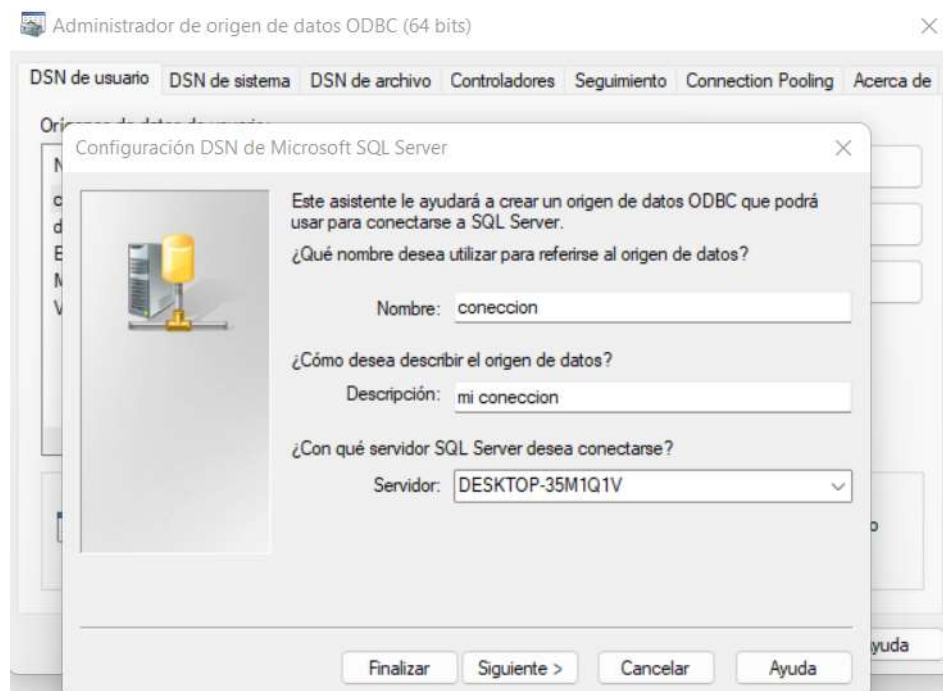 Administrador de origen de datos ODBC (64 bits)
DSN de usuario DSN de sistema DSN de archivo Controladores Seguimiento Connection Pooling Acerca de
Configuración DSN de Microsoft SQL Server
Este asistente le ayudará a crear un origen de datos ODBC que podrá
usar para conectarse a SQL Server.
¿Qué nombre desea utilizar para referirse al origen de datos?
Nombre: coneccion
¿Cómo desea describir el origen de datos?
Descripción: mi coneccion
¿Con qué servidor SQL Server desea conectarse?
Servidor: DESKTOP-35M1Q1V
Finalizar Siguiente > Cancelar Ayuda